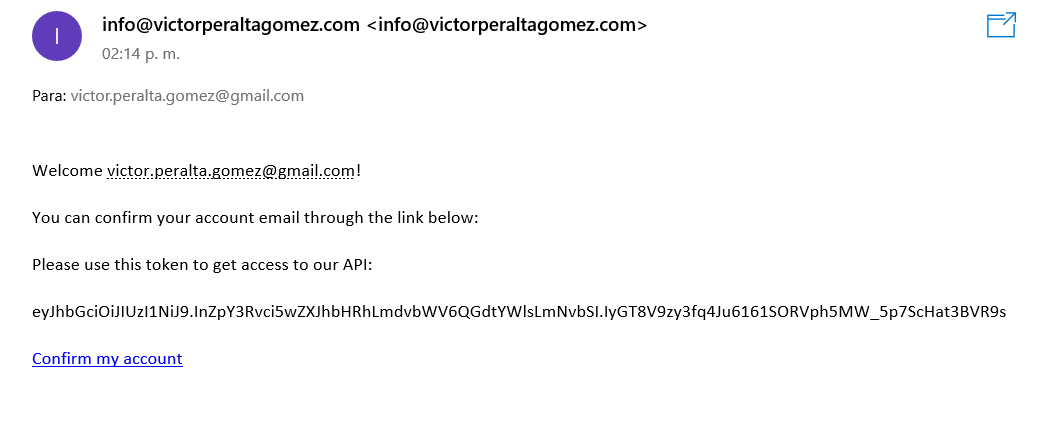 I
info@victorperaltagomez.com <info@victorperaltagomez.com>
02:14 p. m.
Para: victor.peralta.gomez@gmail.com
Welcome victor.peralta.gomez@gmail.com!
You can confirm your account email through the link below:
Please use this token to get access to our API:
eyJhbGciOiJIUzI1NiJ9.InZpY3Rvci5wZXJhbHRhLmdvbWV6QGdtYWlsLmNvbSI.IyGT8V9zy3fq4Ju6161SORVph5MW_5p7ScHat3BVR9s
Confirm my account